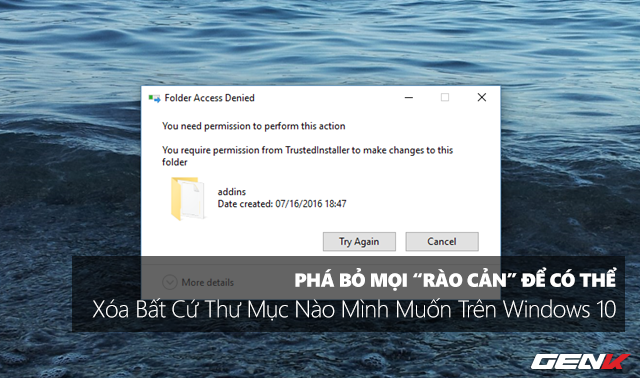 Folder Access Denied
You need permission to perform this action
You require permission from TrustedInstaller to make changes to this
folder
addins
Date created: 07/16/2016 18:47
Try Again
Cancel
More details
PHÁ BỎ MỌI “RÀO CẢN” ĐỂ CÓ THỂ
Xóa Bất Cứ Thư Mục Nào Mình Muốn Trên Windows 10
GENK